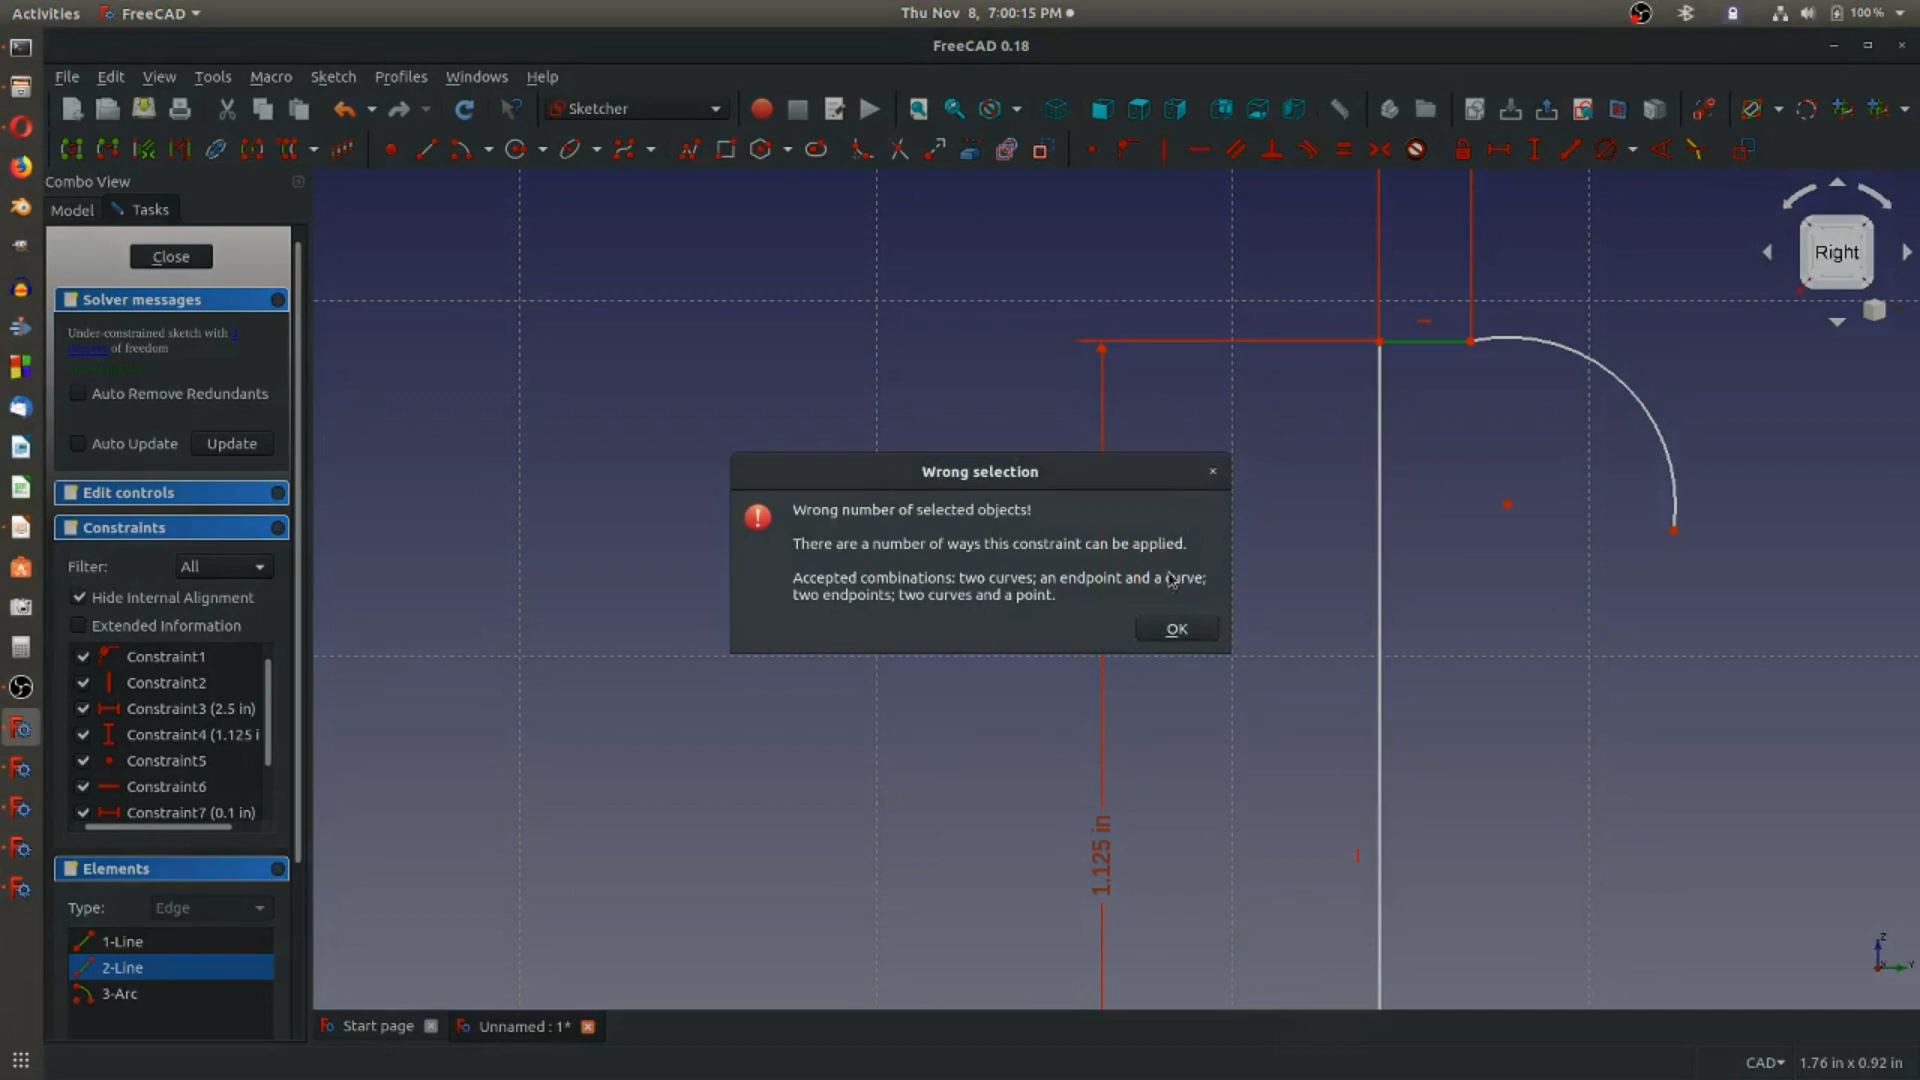 Activities
FreeCAD
Thu Nov 8, 7:00:15 PM
100%
FreeCAD 0.18
File Edit View Tools Macro Sketch Profiles Windows Help
Sketcher
Combo View
Model
Tasks
Close
Solver messages
Under-constrained sketch with
of freedom
Auto Remove Redundants
Auto Update
Update
Edit controls
Constraints
Filter:
All
Hide Internal Alignment
Extended Information
Constraint1
Constraint2
Constraint3 (2.5 in)
Constraint4 (1.125 i
Constraint5
Constraint6
Constraint7 (0.1 in)
Elements
Type:
Edge
1-Line
2-Line
3-Arc
Wrong selection
Wrong number of selected objects!
There are a number of ways this constraint can be applied.
Accepted combinations: two curves; an endpoint and a curve;
two endpoints; two curves and a point.
OK
1.125 in
Right
Z
Start page
Unnamed : 1*
CAD
1.76 in x 0.92 in